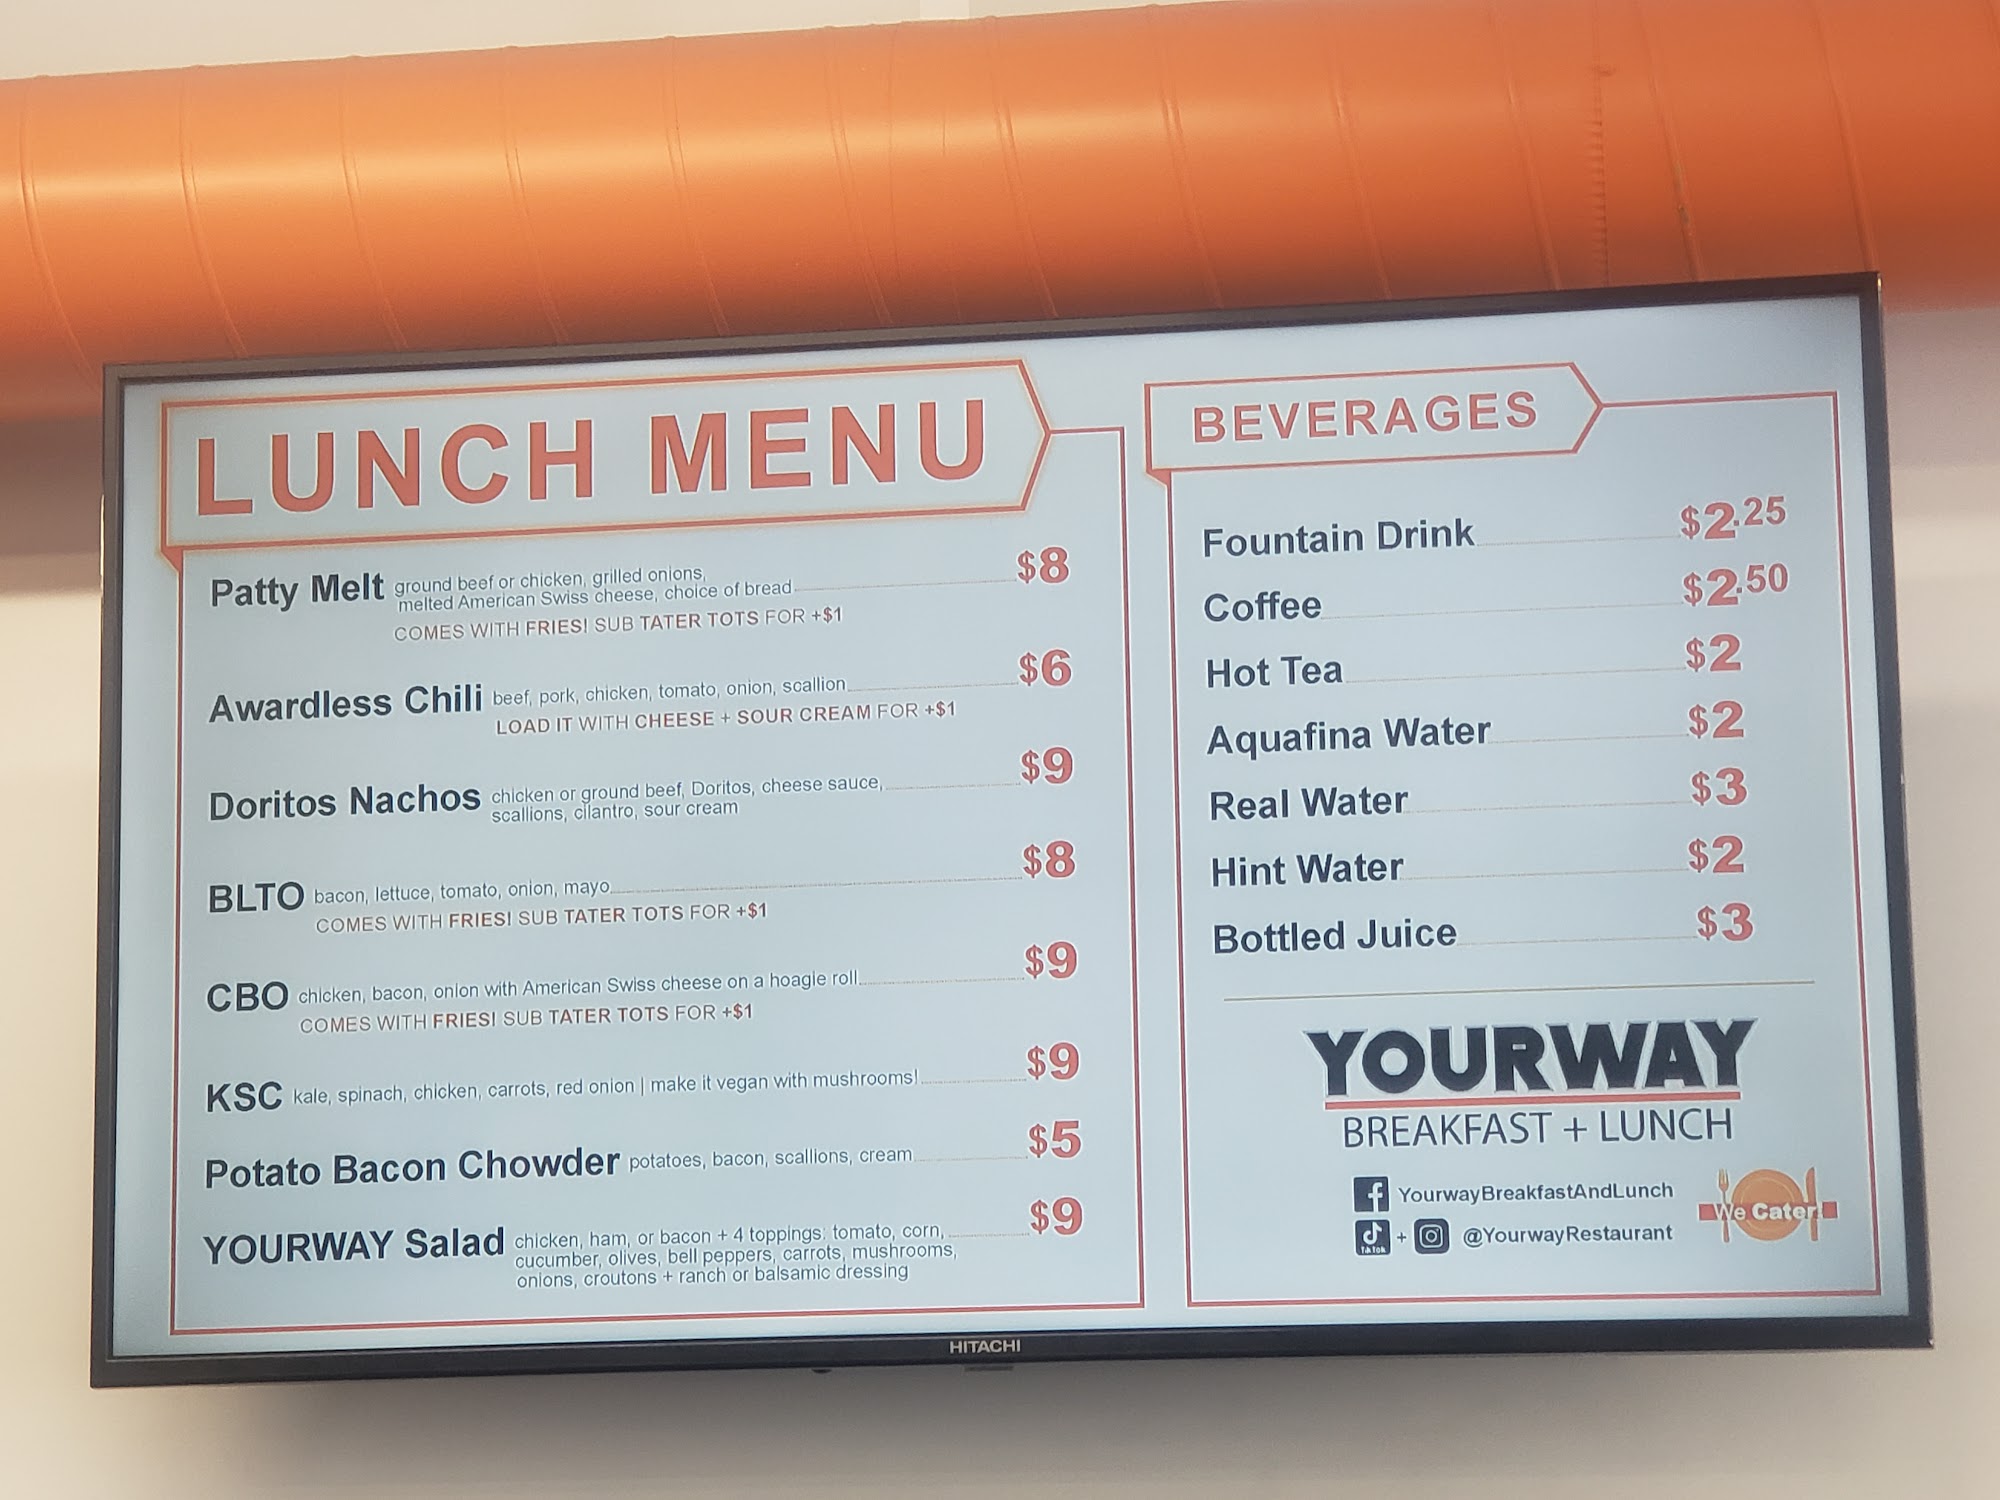 LUNCH MENU
Patty Melt ground beef or chicken, grilled onions, $8
melted American Swiss cheese, choice of bread
COMES WITH FRIES! SUB TATER TOTS FOR +$1
Awardless Chili beef, pork, chicken, tomato, onion, scallion $6
LOAD IT WITH CHEESE + SOUR CREAM FOR +$1
Doritos Nachos chicken or ground beef, Doritos, cheese sauce, $9
scallions, cilantro, sour cream
BLTO bacon, lettuce, tomato, onion, mayo $8
COMES WITH FRIES! SUB TATER TOTS FOR +$1
CBO chicken, bacon, onion with American Swiss cheese on a hoagie roll $9
COMES WITH FRIES! SUB TATER TOTS FOR +$1
KSC kale, spinach, chicken, carrots, red onion | make it vegan with mushrooms! $9
Potato Bacon Chowder potatoes, bacon, scallions, cream $5
YOURWAY Salad chicken, ham, or bacon + 4 toppings: tomato, corn, $9
cucumber, olives, bell peppers, carrots, mushrooms,
onions, croutons + ranch or balsamic dressing
BEVERAGES
Fountain Drink $2.25
Coffee $2.50
Hot Tea $2
Aquafina Water $2
Real Water $3
Hint Water $2
Bottled Juice $3
YOURWAY
BREAKFAST + LUNCH
YourwayBreakfastAndLunch
TikTok + @YourwayRestaurant
We Cater!
HITACHI